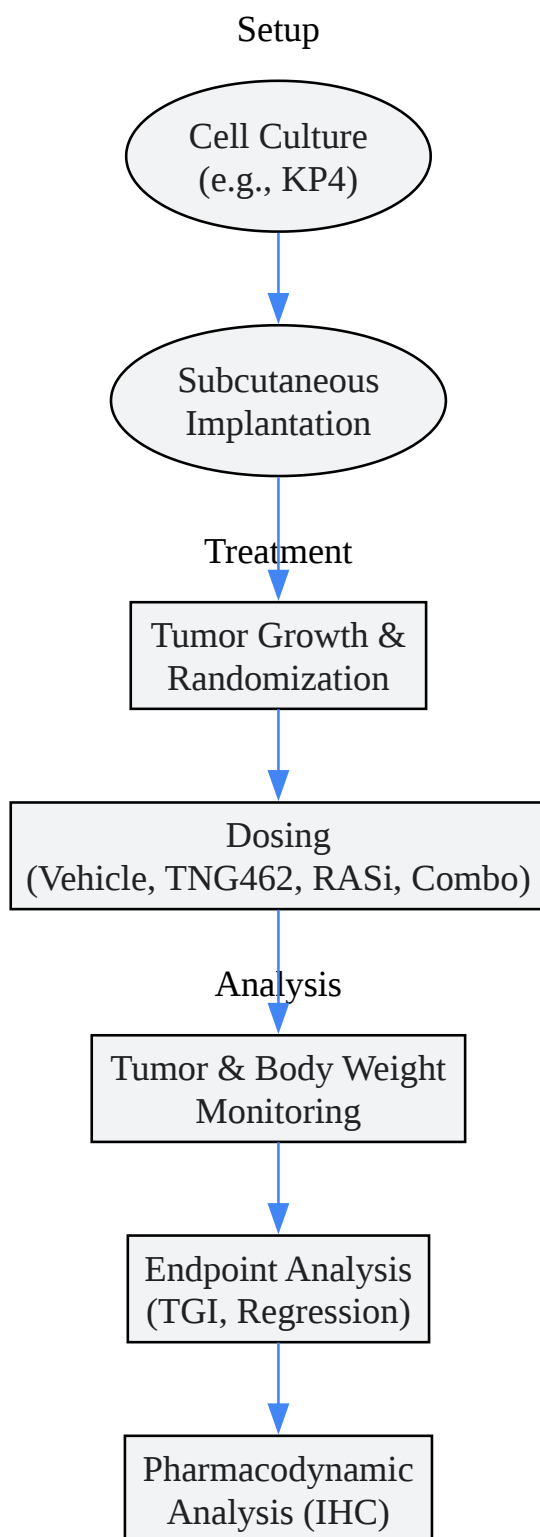 Setup
Cell Culture
(e.g., KP4)
Subcutaneous
Implantation
Treatment
Tumor Growth &
Randomization
Dosing
(Vehicle, TNG462, RASi, Combo)
Analysis
Tumor & Body Weight
Monitoring
Endpoint Analysis
(TGI, Regression)
Pharmacodynamic
Analysis (IHC)